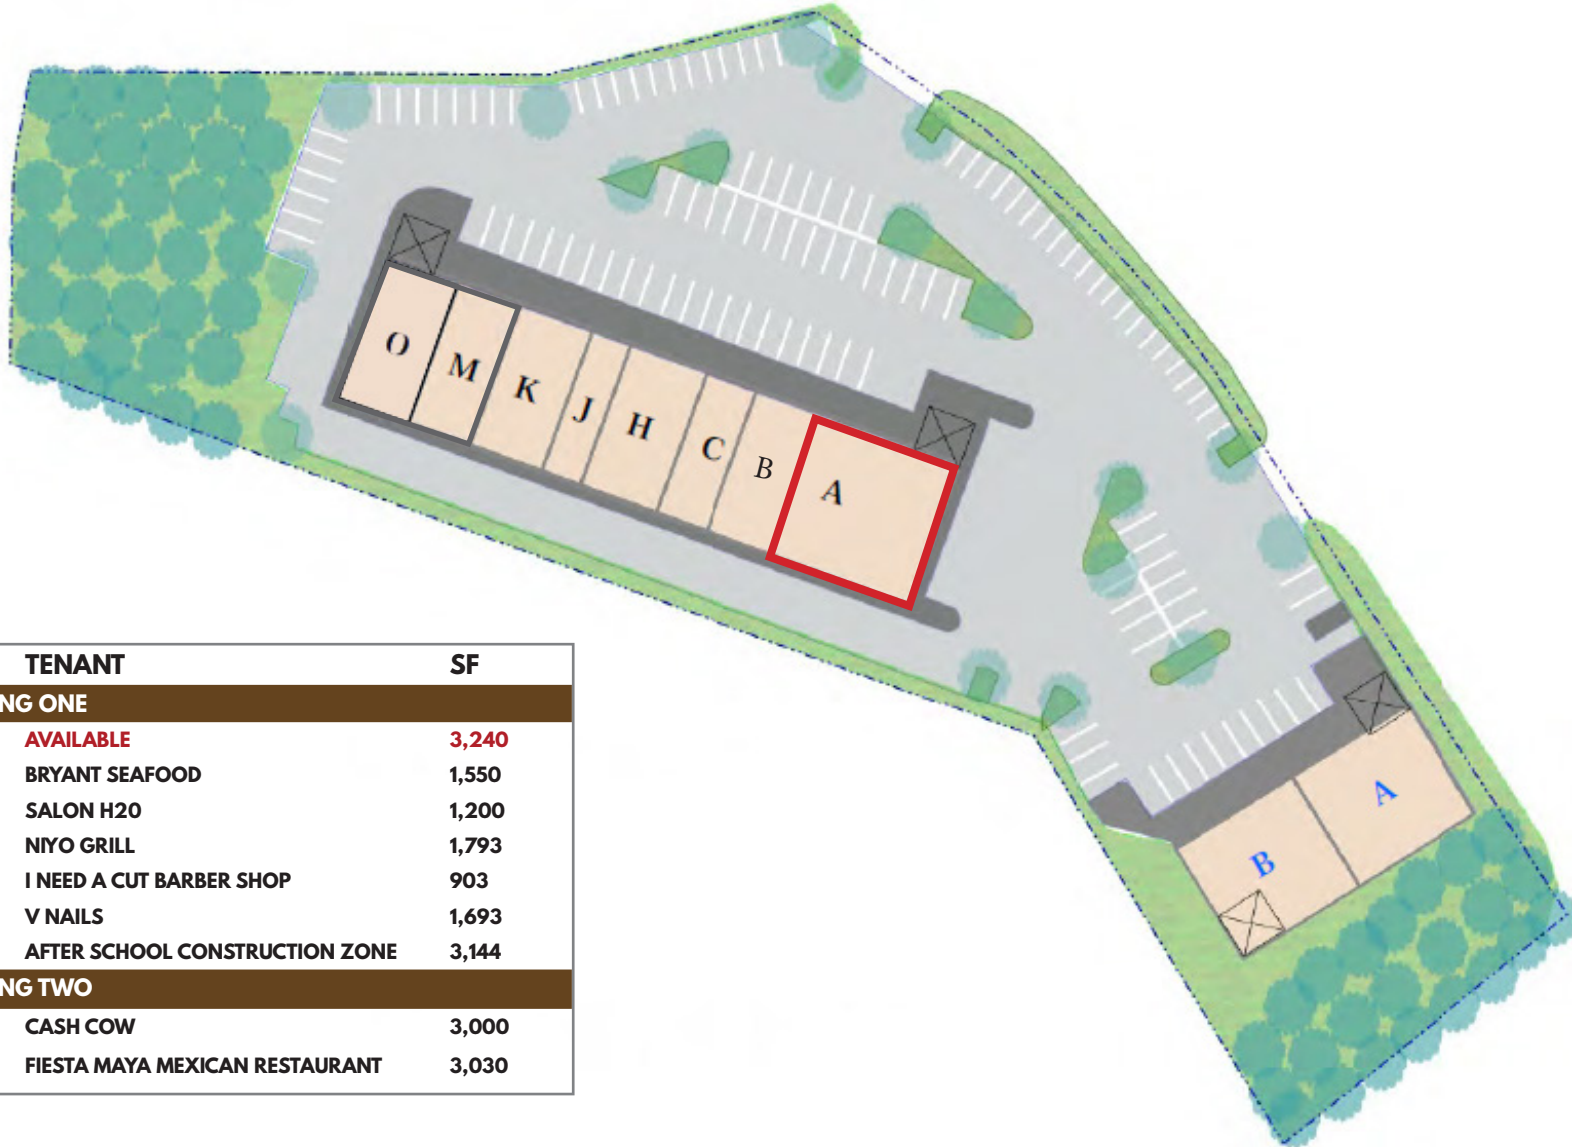 O
M
K
J
H
C
B
A
A
B
TENANT SF
NG ONE
AVAILABLE 3,240
BRYANT SEAFOOD 1,550
SALON H20 1,200
NIYO GRILL 1,793
I NEED A CUT BARBER SHOP 903
V NAILS 1,693
AFTER SCHOOL CONSTRUCTION ZONE 3,144
NG TWO
CASH COW 3,000
FIESTA MAYA MEXICAN RESTAURANT 3,030